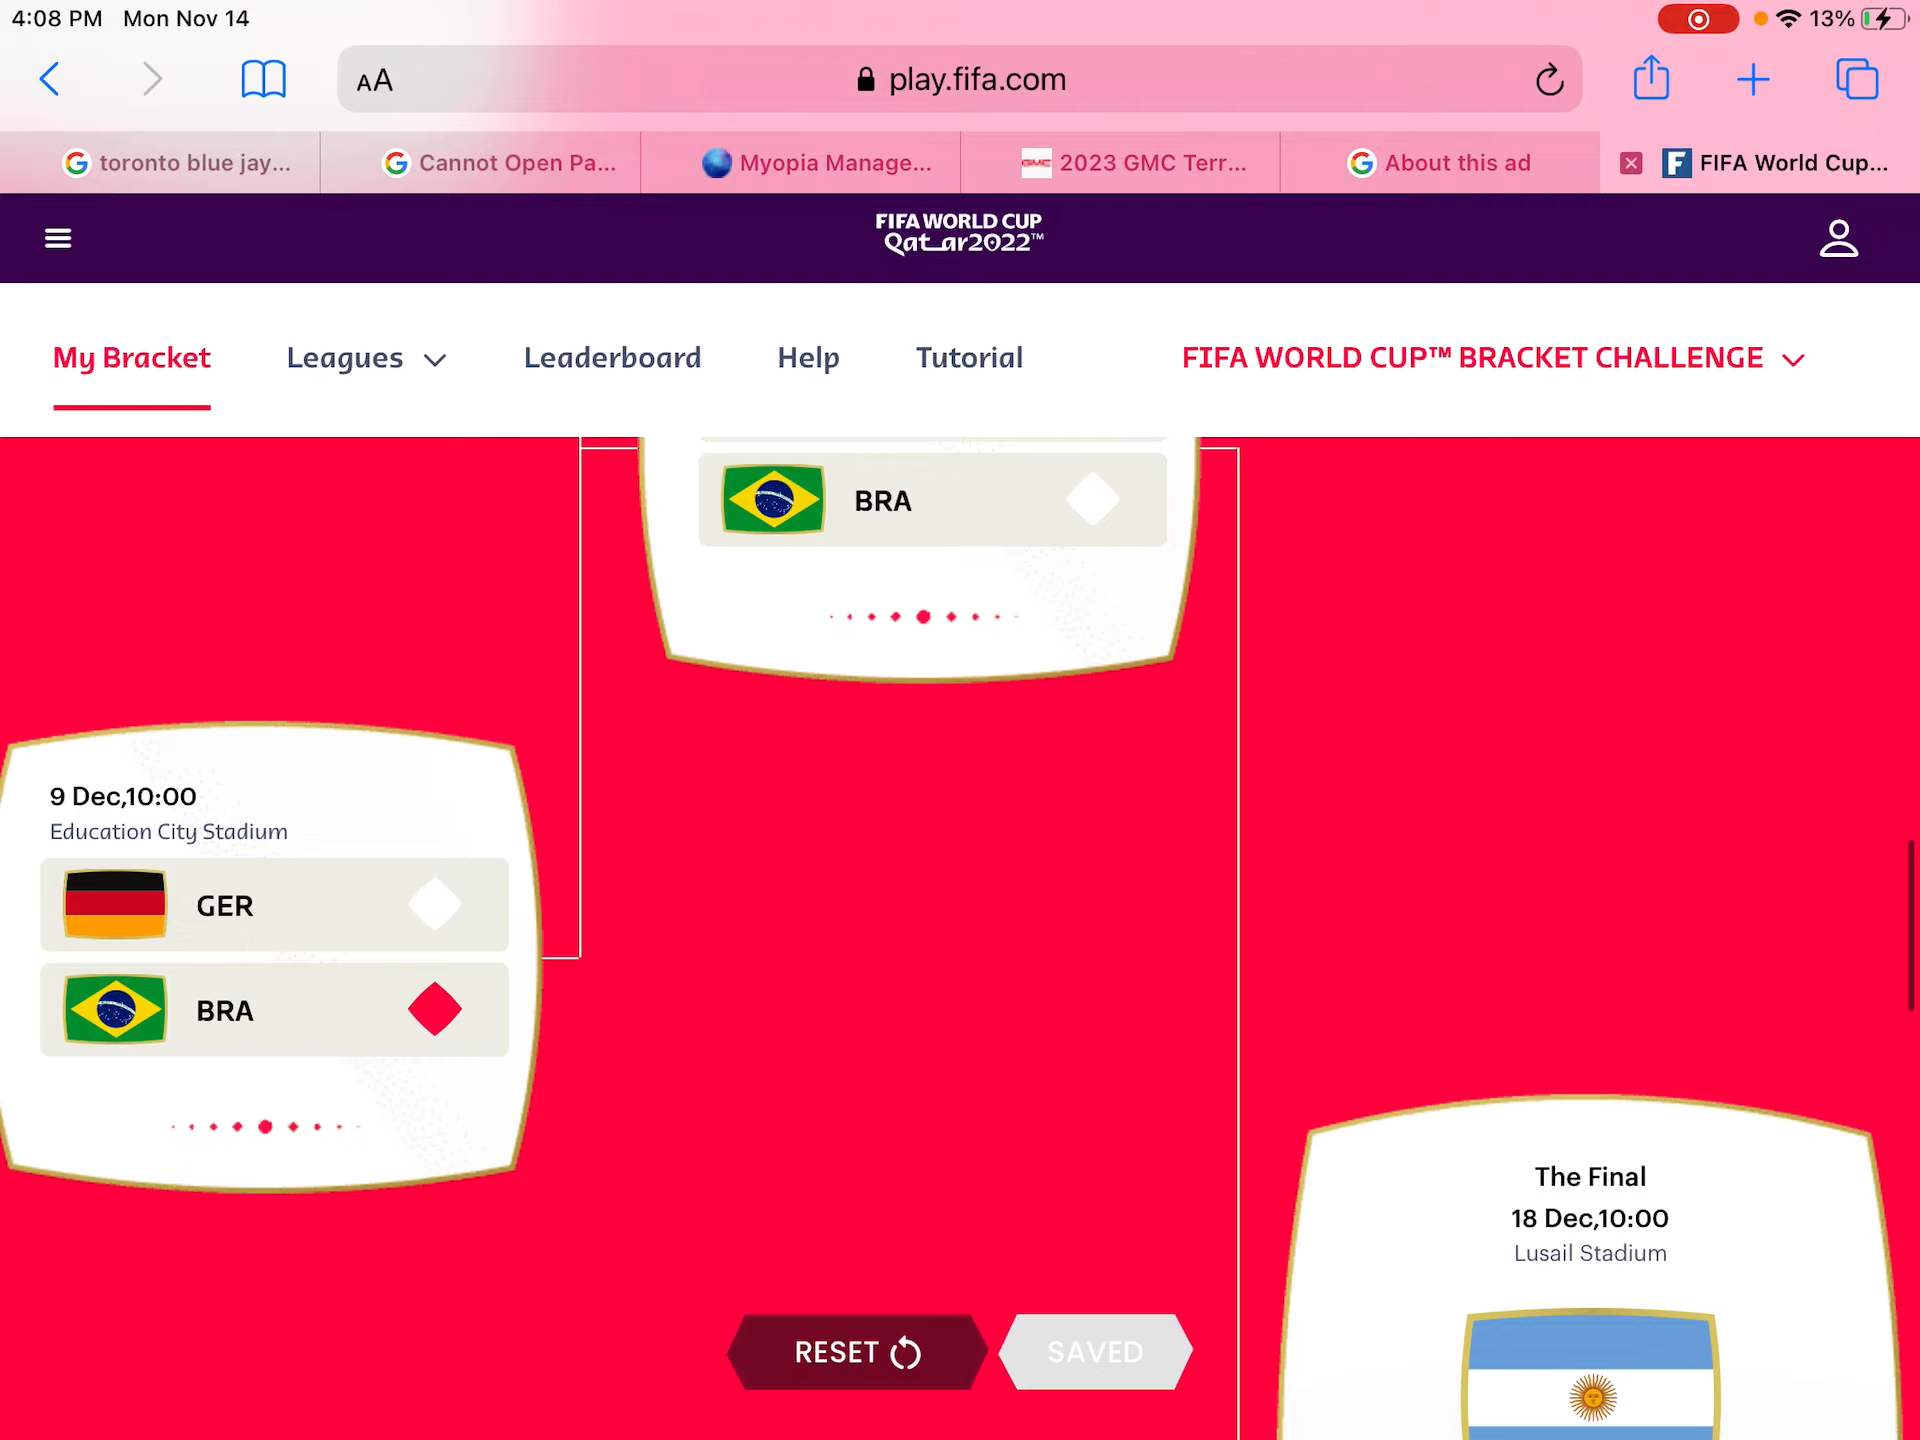 4:08 PM Mon Nov 14
13%
AA
play.fifa.com
toronto blue jay...
Cannot Open Pa...
Myopia Manage...
GMC 2023 GMC Terr...
About this ad
F FIFA World Cup...
FIFA WORLD CUP
Qatar2022™
My Bracket
Leagues
Leaderboard
Help
Tutorial
FIFA WORLD CUP™ BRACKET CHALLENGE
BRA
9 Dec,10:00
Education City Stadium
GER
BRA
The Final
18 Dec,10:00
Lusail Stadium
RESET
SAVED